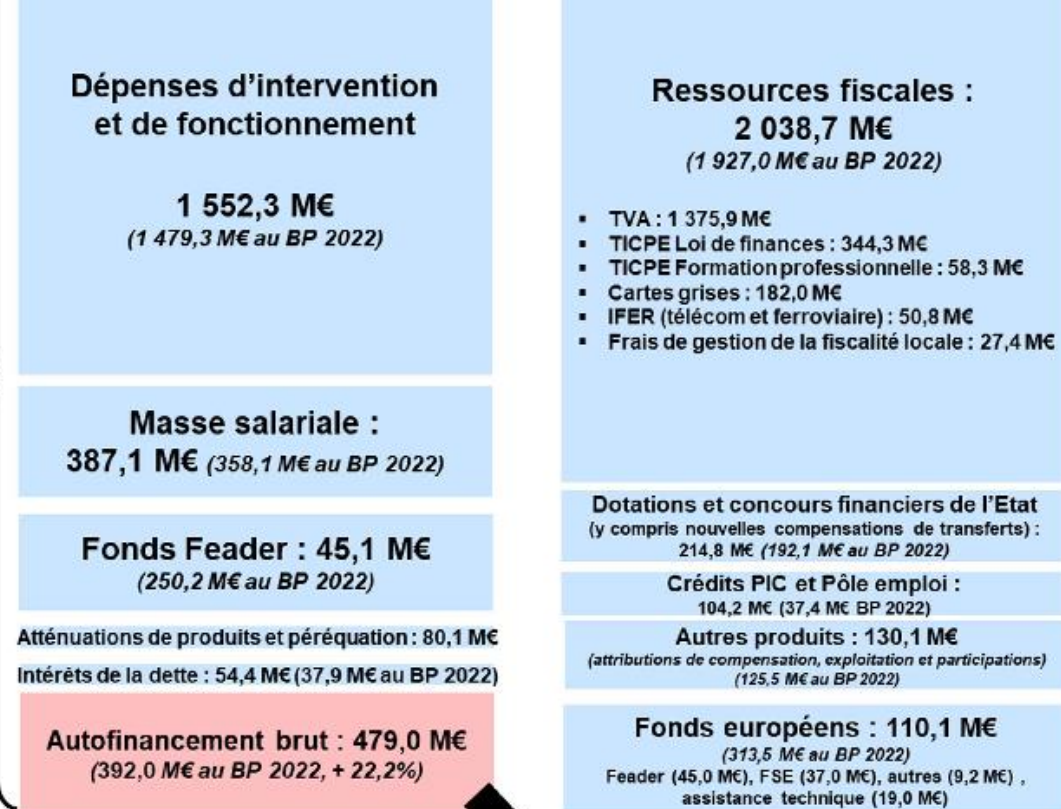 Dépenses d'intervention
et de fonctionnement
1 552,3 M€
(1 479,3 M€ au BP 2022)
Masse salariale :
387,1 M€ (358,1 M€ au BP 2022)
Fonds Feader : 45,1 M€
(250,2 M€ au BP 2022)
Atténuations de produits et péréquation : 80,1 M€
Intérêts de la dette : 54,4 M€ (37,9 M€ au BP 2022)
Autofinancement brut : 479,0 M€
(392,0 M€ au BP 2022, + 22,2%)
Ressources fiscales :
2 038,7 M€
(1 927,0 M€ au BP 2022)
▪ TVA : 1 375,9 M€
▪ TICPE Loi de finances : 344,3 M€
▪ TICPE Formation professionnelle : 58,3 M€
▪ Cartes grises : 182,0 M€
▪ IFER (télécom et ferroviaire) : 50,8 M€
▪ Frais de gestion de la fiscalité locale : 27,4 M€
Dotations et concours financiers de l'Etat
(y compris nouvelles compensations de transferts) :
214,8 M€ (192,1 M€ au BP 2022)
Crédits PIC et Pôle emploi :
104,2 M€ (37,4 M€ BP 2022)
Autres produits : 130,1 M€
(attributions de compensation, exploitation et participations)
(125,5 M€ au BP 2022)
Fonds européens : 110,1 M€
(313,5 M€ au BP 2022)
Feader (45,0 M€), FSE (37,0 M€), autres (9,2 M€) ,
assistance technique (19,0 M€)